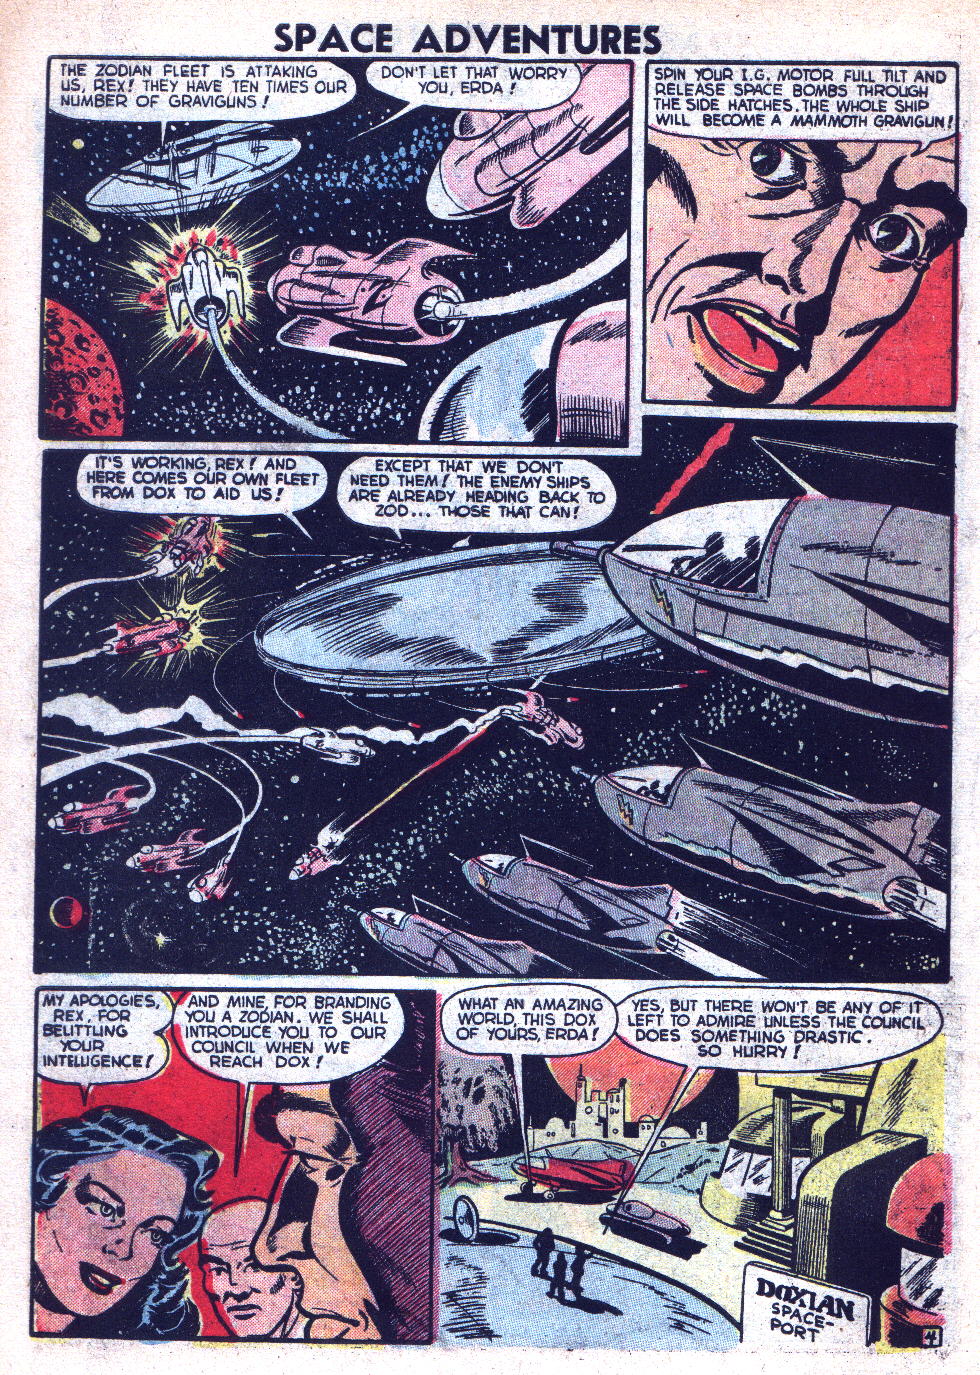 SPACE ADVENTURES
THE ZODIAN FLEET IS ATTAKING
US, REX! THEY HAVE TEN TIMES OUR
NUMBER OF GRAVIGUNS!
DON'T LET THAT WORRY
YOU, ERDA!
SPIN YOUR I.G. MOTOR FULL TILT AND
RELEASE SPACE BOMBS THROUGH
THE SIDE HATCHES. THE WHOLE SHIP
WILL BECOME A MAMMOTH GRAVIGUN!
IT'S WORKING, REX! AND
HERE COMES OUR OWN FLEET
FROM DOX TO AID US!
EXCEPT THAT WE DON'T
NEED THEM! THE ENEMY SHIPS
ARE ALREADY HEADING BACK TO
ZOD... THOSE THAT CAN!
MY APOLOGIES,
REX, FOR
BELITTLING
YOUR
INTELLIGENCE!
AND MINE, FOR BRANDING
YOU A ZODIAN. WE SHALL
INTRODUCE YOU TO OUR
COUNCIL WHEN WE
REACH DOX!
WHAT AN AMAZING
WORLD, THIS DOX
OF YOURS, ERDA!
YES, BUT THERE WON'T BE ANY OF IT
LEFT TO ADMIRE UNLESS THE COUNCIL
DOES SOMETHING DRASTIC.
SO HURRY!
DOXIAN
SPACE-
PORT
4